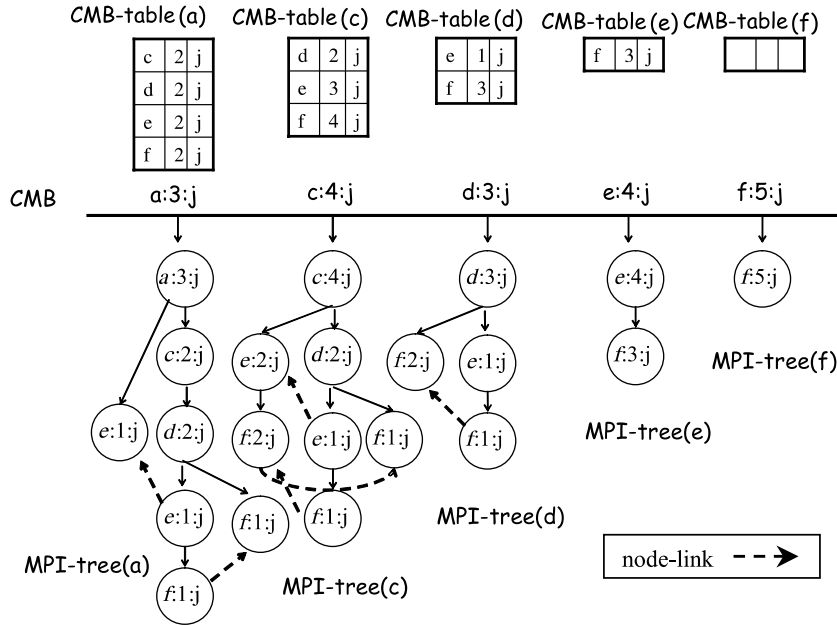 CMB-table(a) CMB-table(c) CMB-table(d) CMB-table(e) CMB-table(f)
c 2 j d 2 j e 1 j f 3 j
d 2 j e 3 j f 3 j
e 2 j f 4 j
f 2 j
CMB a:3:j c:4:j d:3:j e:4:j f:5:j
a:3:j c:4:j d:3:j e:4:j f:5:j
c:2:j e:2:j d:2:j f:2:j e:1:j f:3:j
MPI-tree(f)
e:1:j d:2:j f:2:j e:1:j f:1:j f:1:j MPI-tree(e)
e:1:j f:1:j f:1:j MPI-tree(d)
MPI-tree(a) f:1:j MPI-tree(c)
node-link